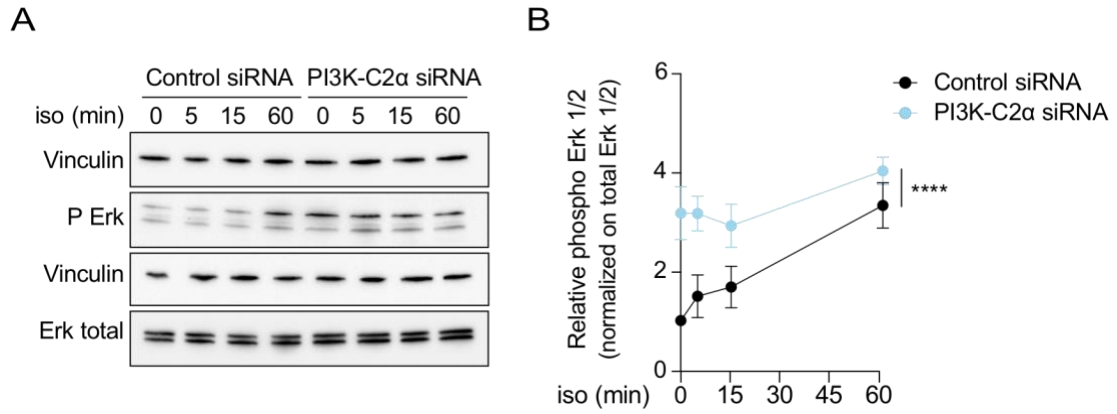 A
Control siRNA PI3K-C2α siRNA
iso (min) 0 5 15 60 0 5 15 60
Vinculin
P Erk
Vinculin
Erk total
B
Relative phospho Erk 1/2
(normalized on total Erk 1/2)
6
4
2
0
iso (min) 0 15 30 45 60
Control siRNA
PI3K-C2α siRNA
****